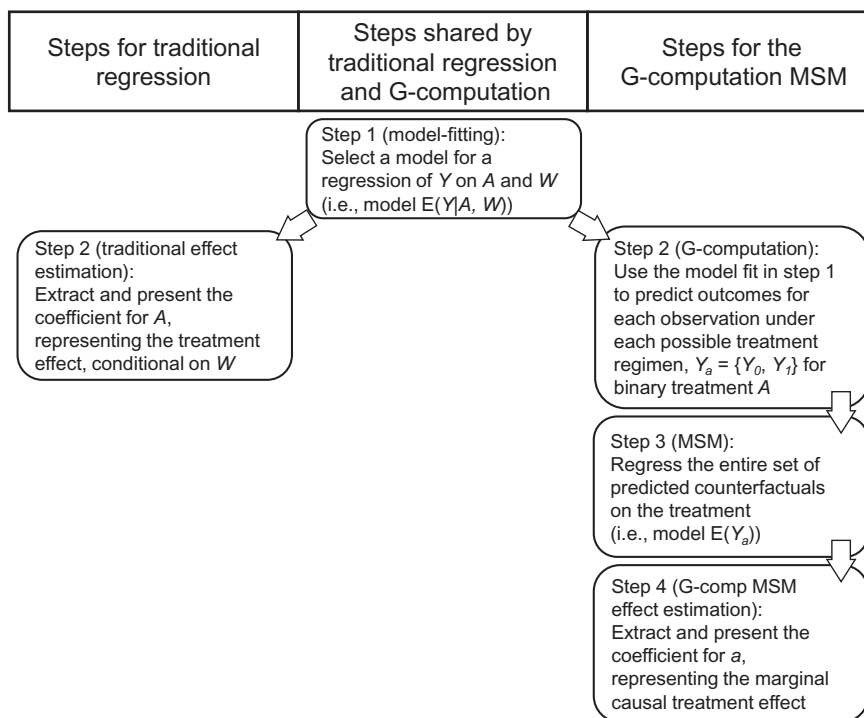 Steps for traditional
regression
Steps shared by
traditional regression
and G-computation
Steps for the
G-computation MSM
Step 1 (model-fitting):
Select a model for a
regression of Y on A and W
(i.e., model E(Y|A, W))
Step 2 (traditional effect
estimation):
Extract and present the
coefficient for A,
representing the treatment
effect, conditional on W
Step 2 (G-computation):
Use the model fit in step 1
to predict outcomes for
each observation under
each possible treatment
regimen, Yₐ = {Y₀, Y₁} for
binary treatment A
Step 3 (MSM):
Regress the entire set of
predicted counterfactuals
on the treatment
(i.e., model E(Yₐ))
Step 4 (G-comp MSM
effect estimation):
Extract and present the
coefficient for a,
representing the marginal
causal treatment effect